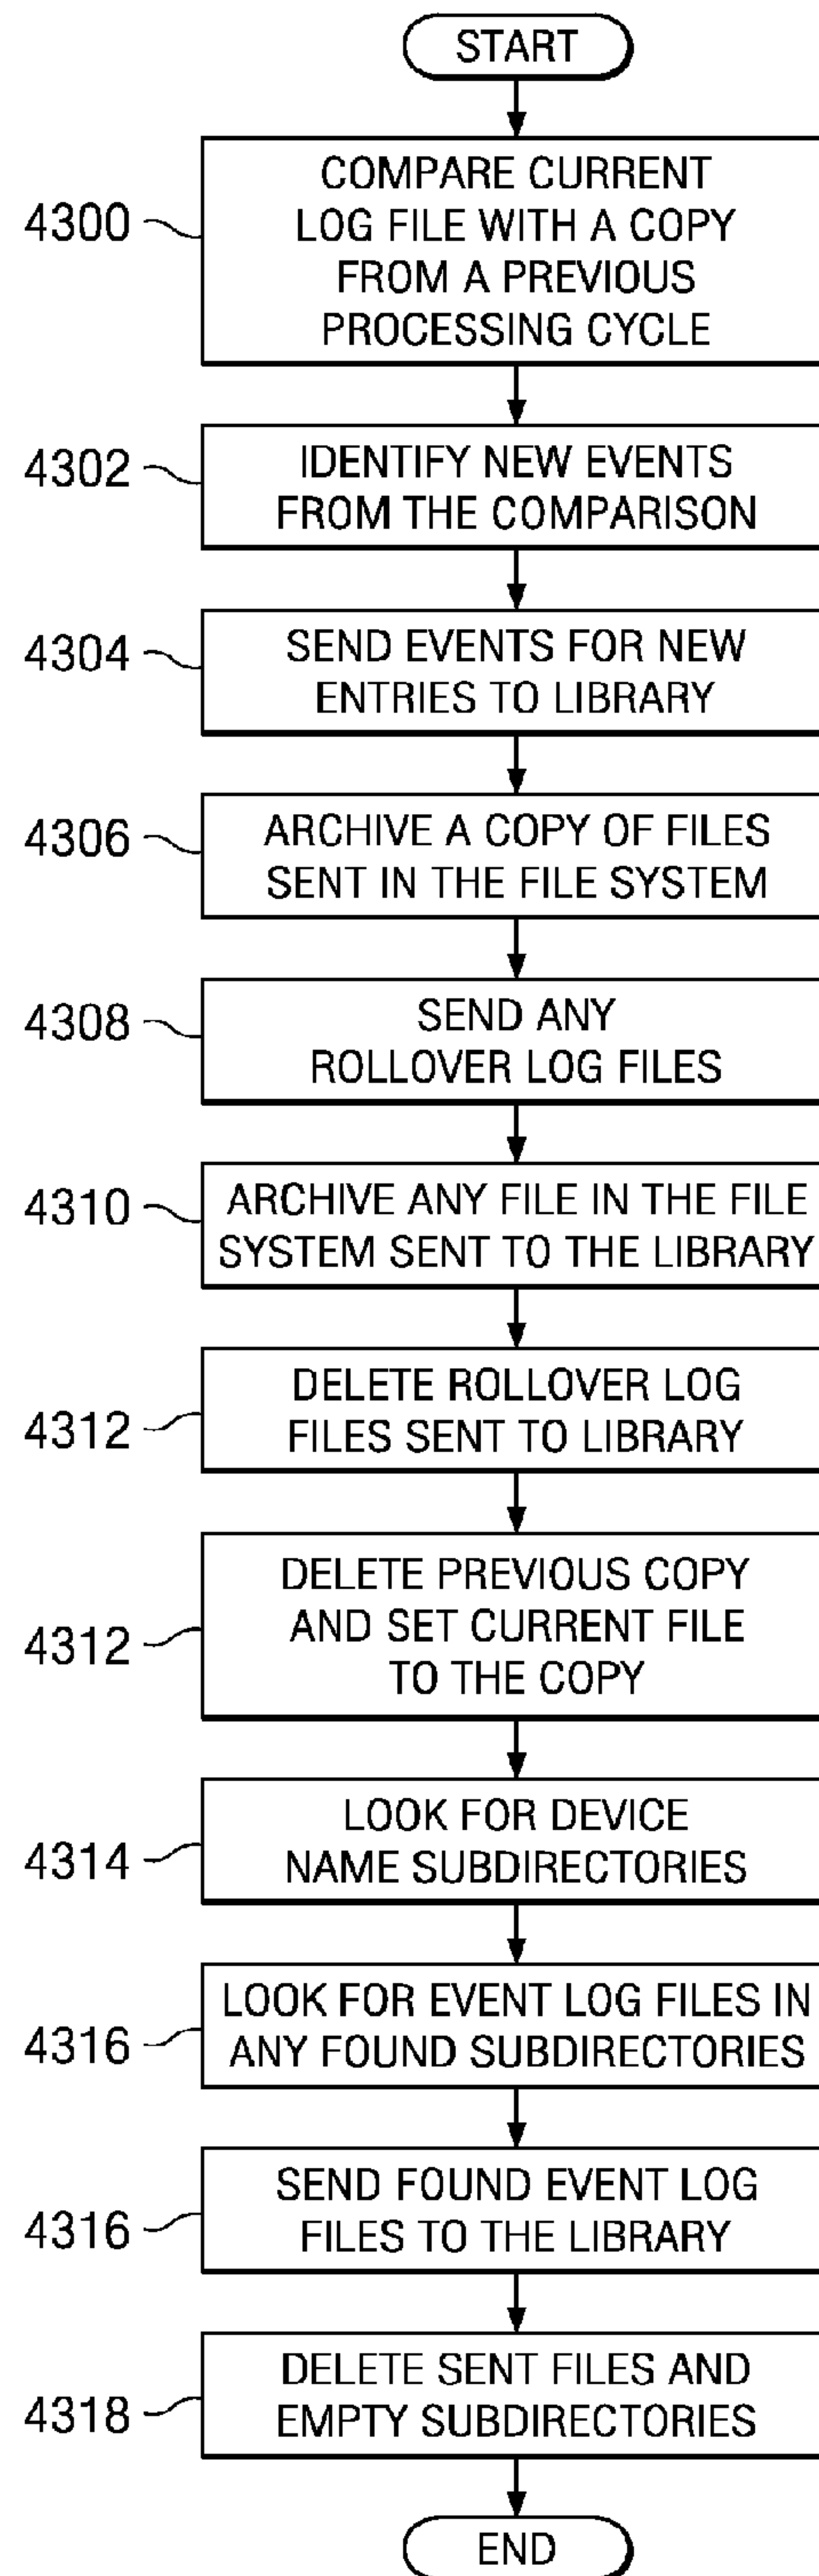 START
4300
COMPARE CURRENT
LOG FILE WITH A COPY
FROM A PREVIOUS
PROCESSING CYCLE
4302
IDENTIFY NEW EVENTS
FROM THE COMPARISON
4304
SEND EVENTS FOR NEW
ENTRIES TO LIBRARY
4306
ARCHIVE A COPY OF FILES
SENT IN THE FILE SYSTEM
4308
SEND ANY
ROLLOVER LOG FILES
4310
ARCHIVE ANY FILE IN THE FILE
SYSTEM SENT TO THE LIBRARY
4312
DELETE ROLLOVER LOG
FILES SENT TO LIBRARY
4312
DELETE PREVIOUS COPY
AND SET CURRENT FILE
TO THE COPY
4314
LOOK FOR DEVICE
NAME SUBDIRECTORIES
4316
LOOK FOR EVENT LOG FILES IN
ANY FOUND SUBDIRECTORIES
4316
SEND FOUND EVENT LOG
FILES TO THE LIBRARY
4318
DELETE SENT FILES AND
EMPTY SUBDIRECTORIES
END